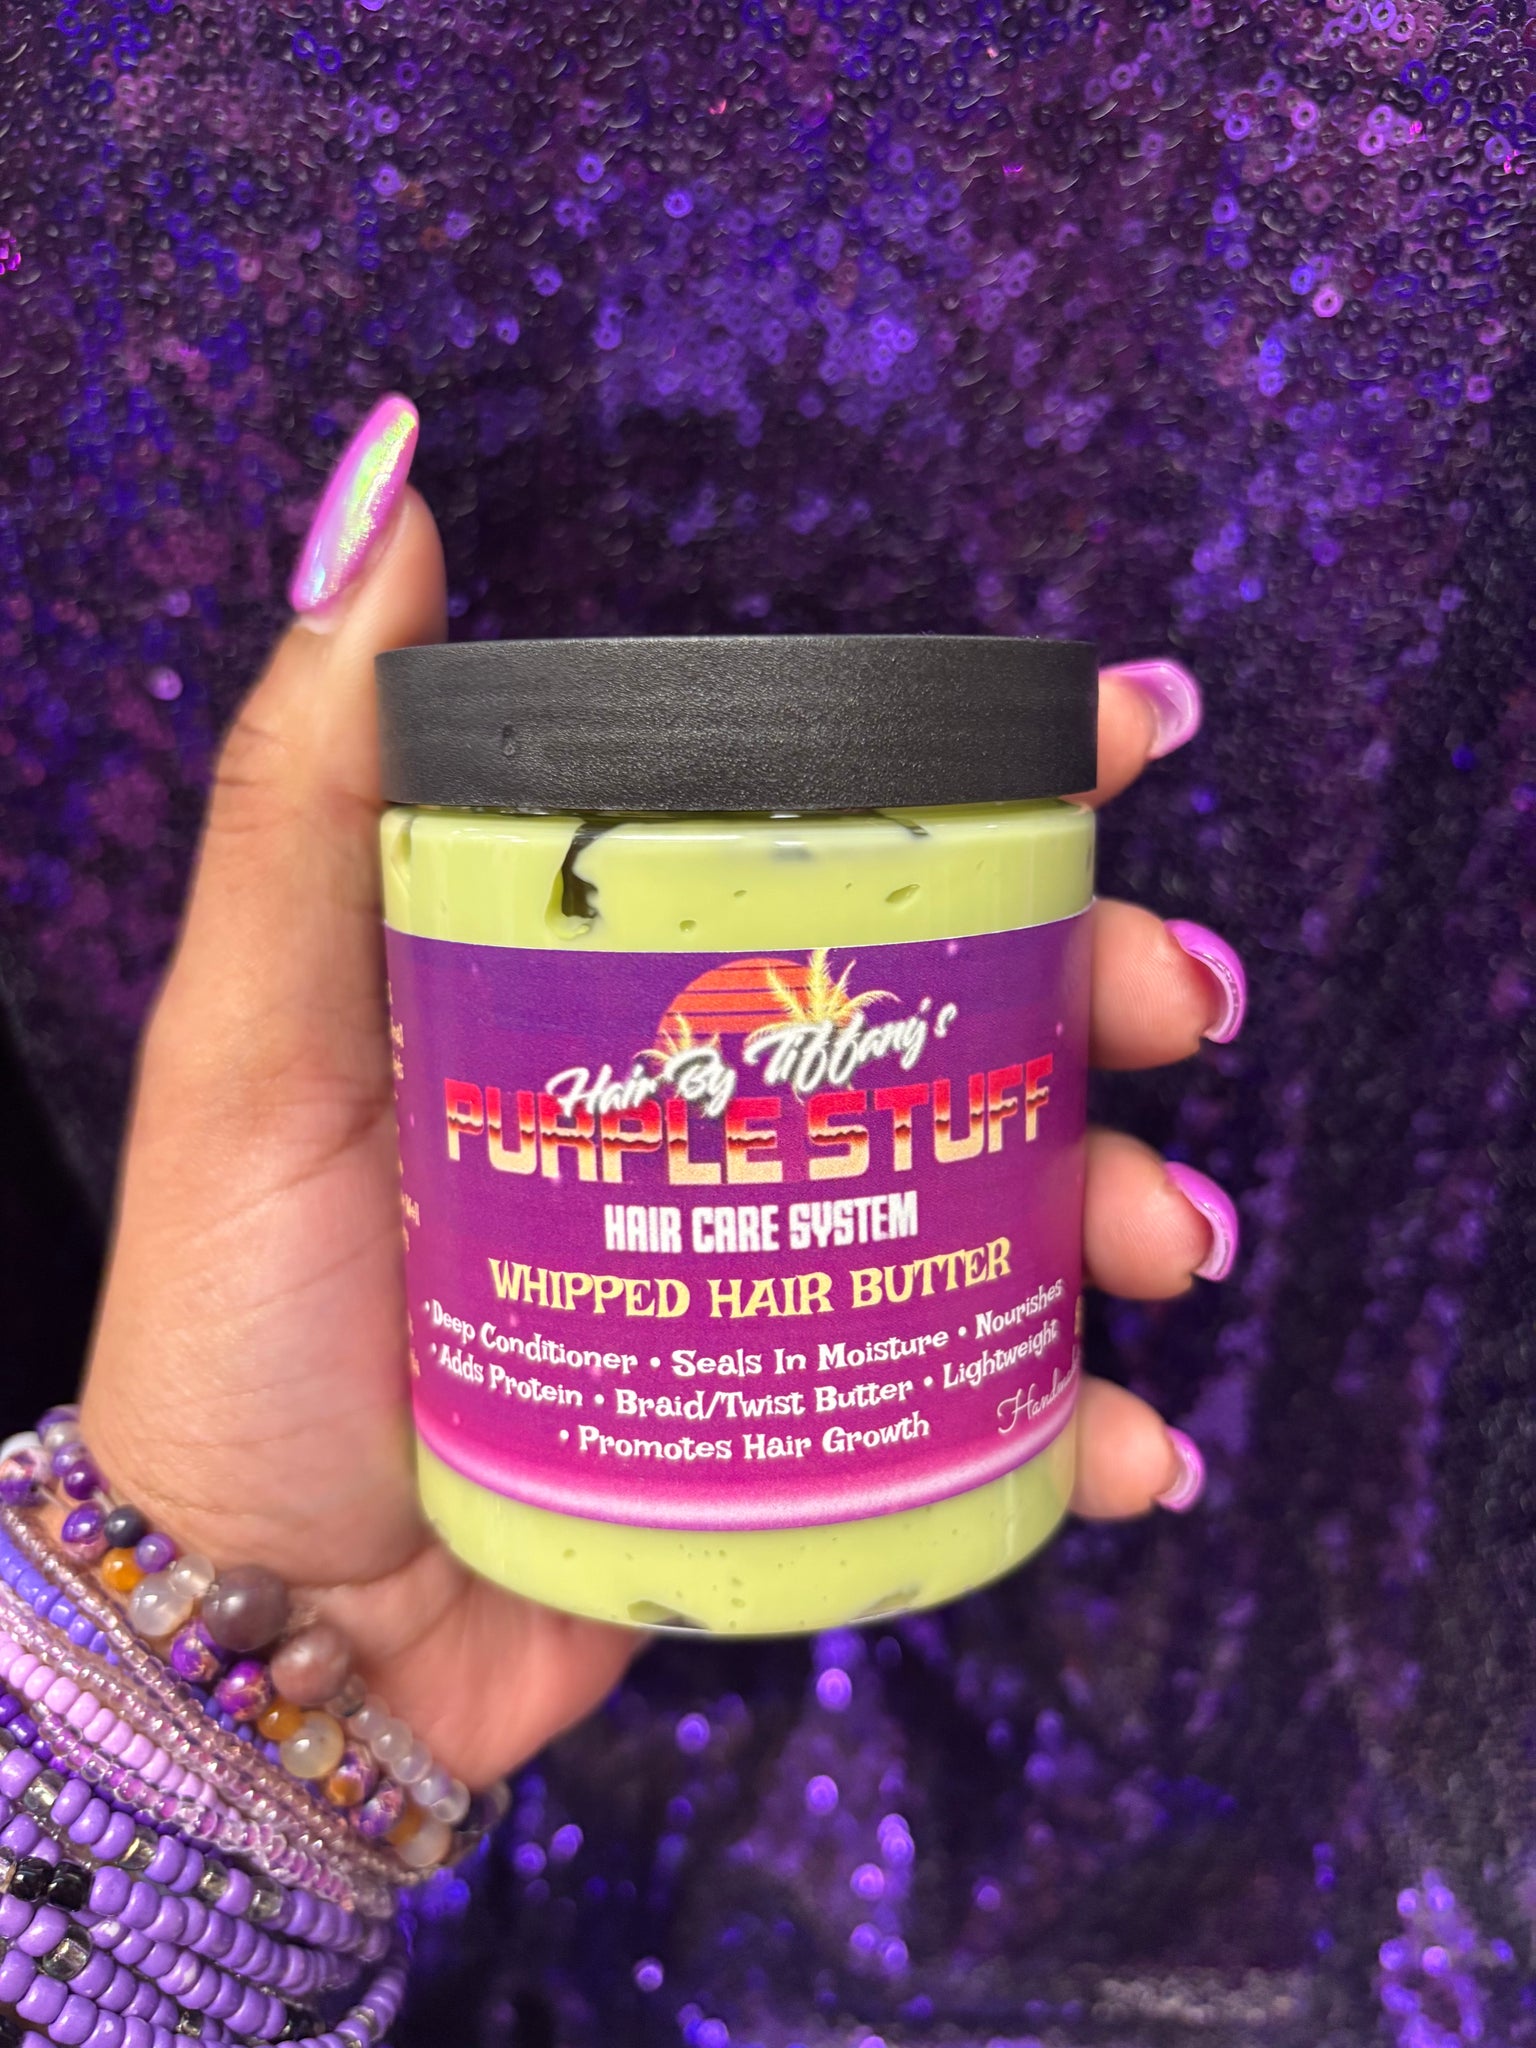 Hair By Tiffany's
PURPLE STUFF
HAIR CARE SYSTEM
WHIPPED HAIR BUTTER
• Deep Conditioner • Seals In Moisture • Nourishes
• Adds Protein • Braid/Twist Butter • Lightweight
• Promotes Hair Growth